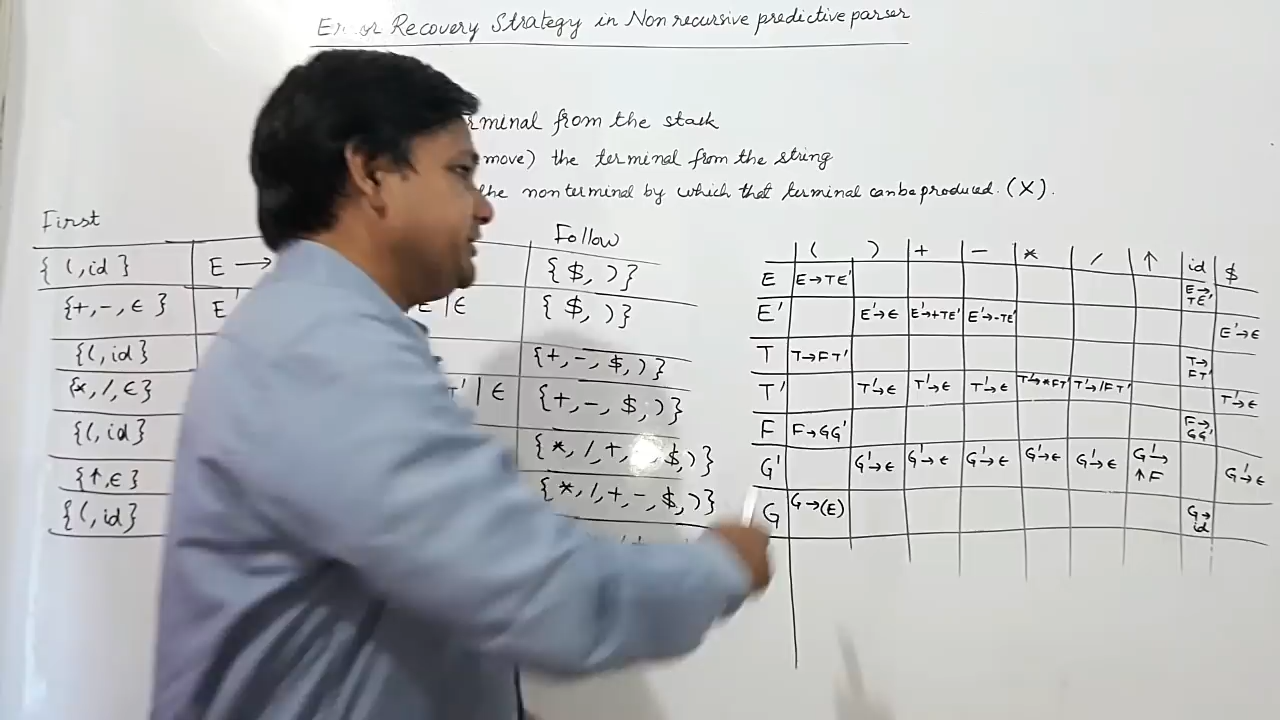 Error Recovery Strategy in Non recursive predictive parser
terminal from the stack
move) the terminal from the string
the nonterminal by which that terminal can be produced. (X).
First
Follow
{ (, id } E → { $, ) }
{+, -, ε } E' E | ε { $, ) }
{ (, id } {+, -, $, ) }
{*, /, ε} T' | ε {+, -, $, ) }
{ (, id } { *, /, +, $, ) }
{↑, ε} { *, /, +, -, $, ) }
{ (, id }
( ) + - * / ↑ id $
E E→TE' E→TE'
E' E'→ε E'→+TE' E'→-TE' E'→ε
T T→FT' T→FT'
T' T'→ε T'→ε T'→ε T'→*FT' T'→/FT' T'→ε
F F→GG' F→GG'
G' G'→ε G'→ε G'→ε G'→ε G'→ε G'→↑F G'→ε
G G→(E) G→id